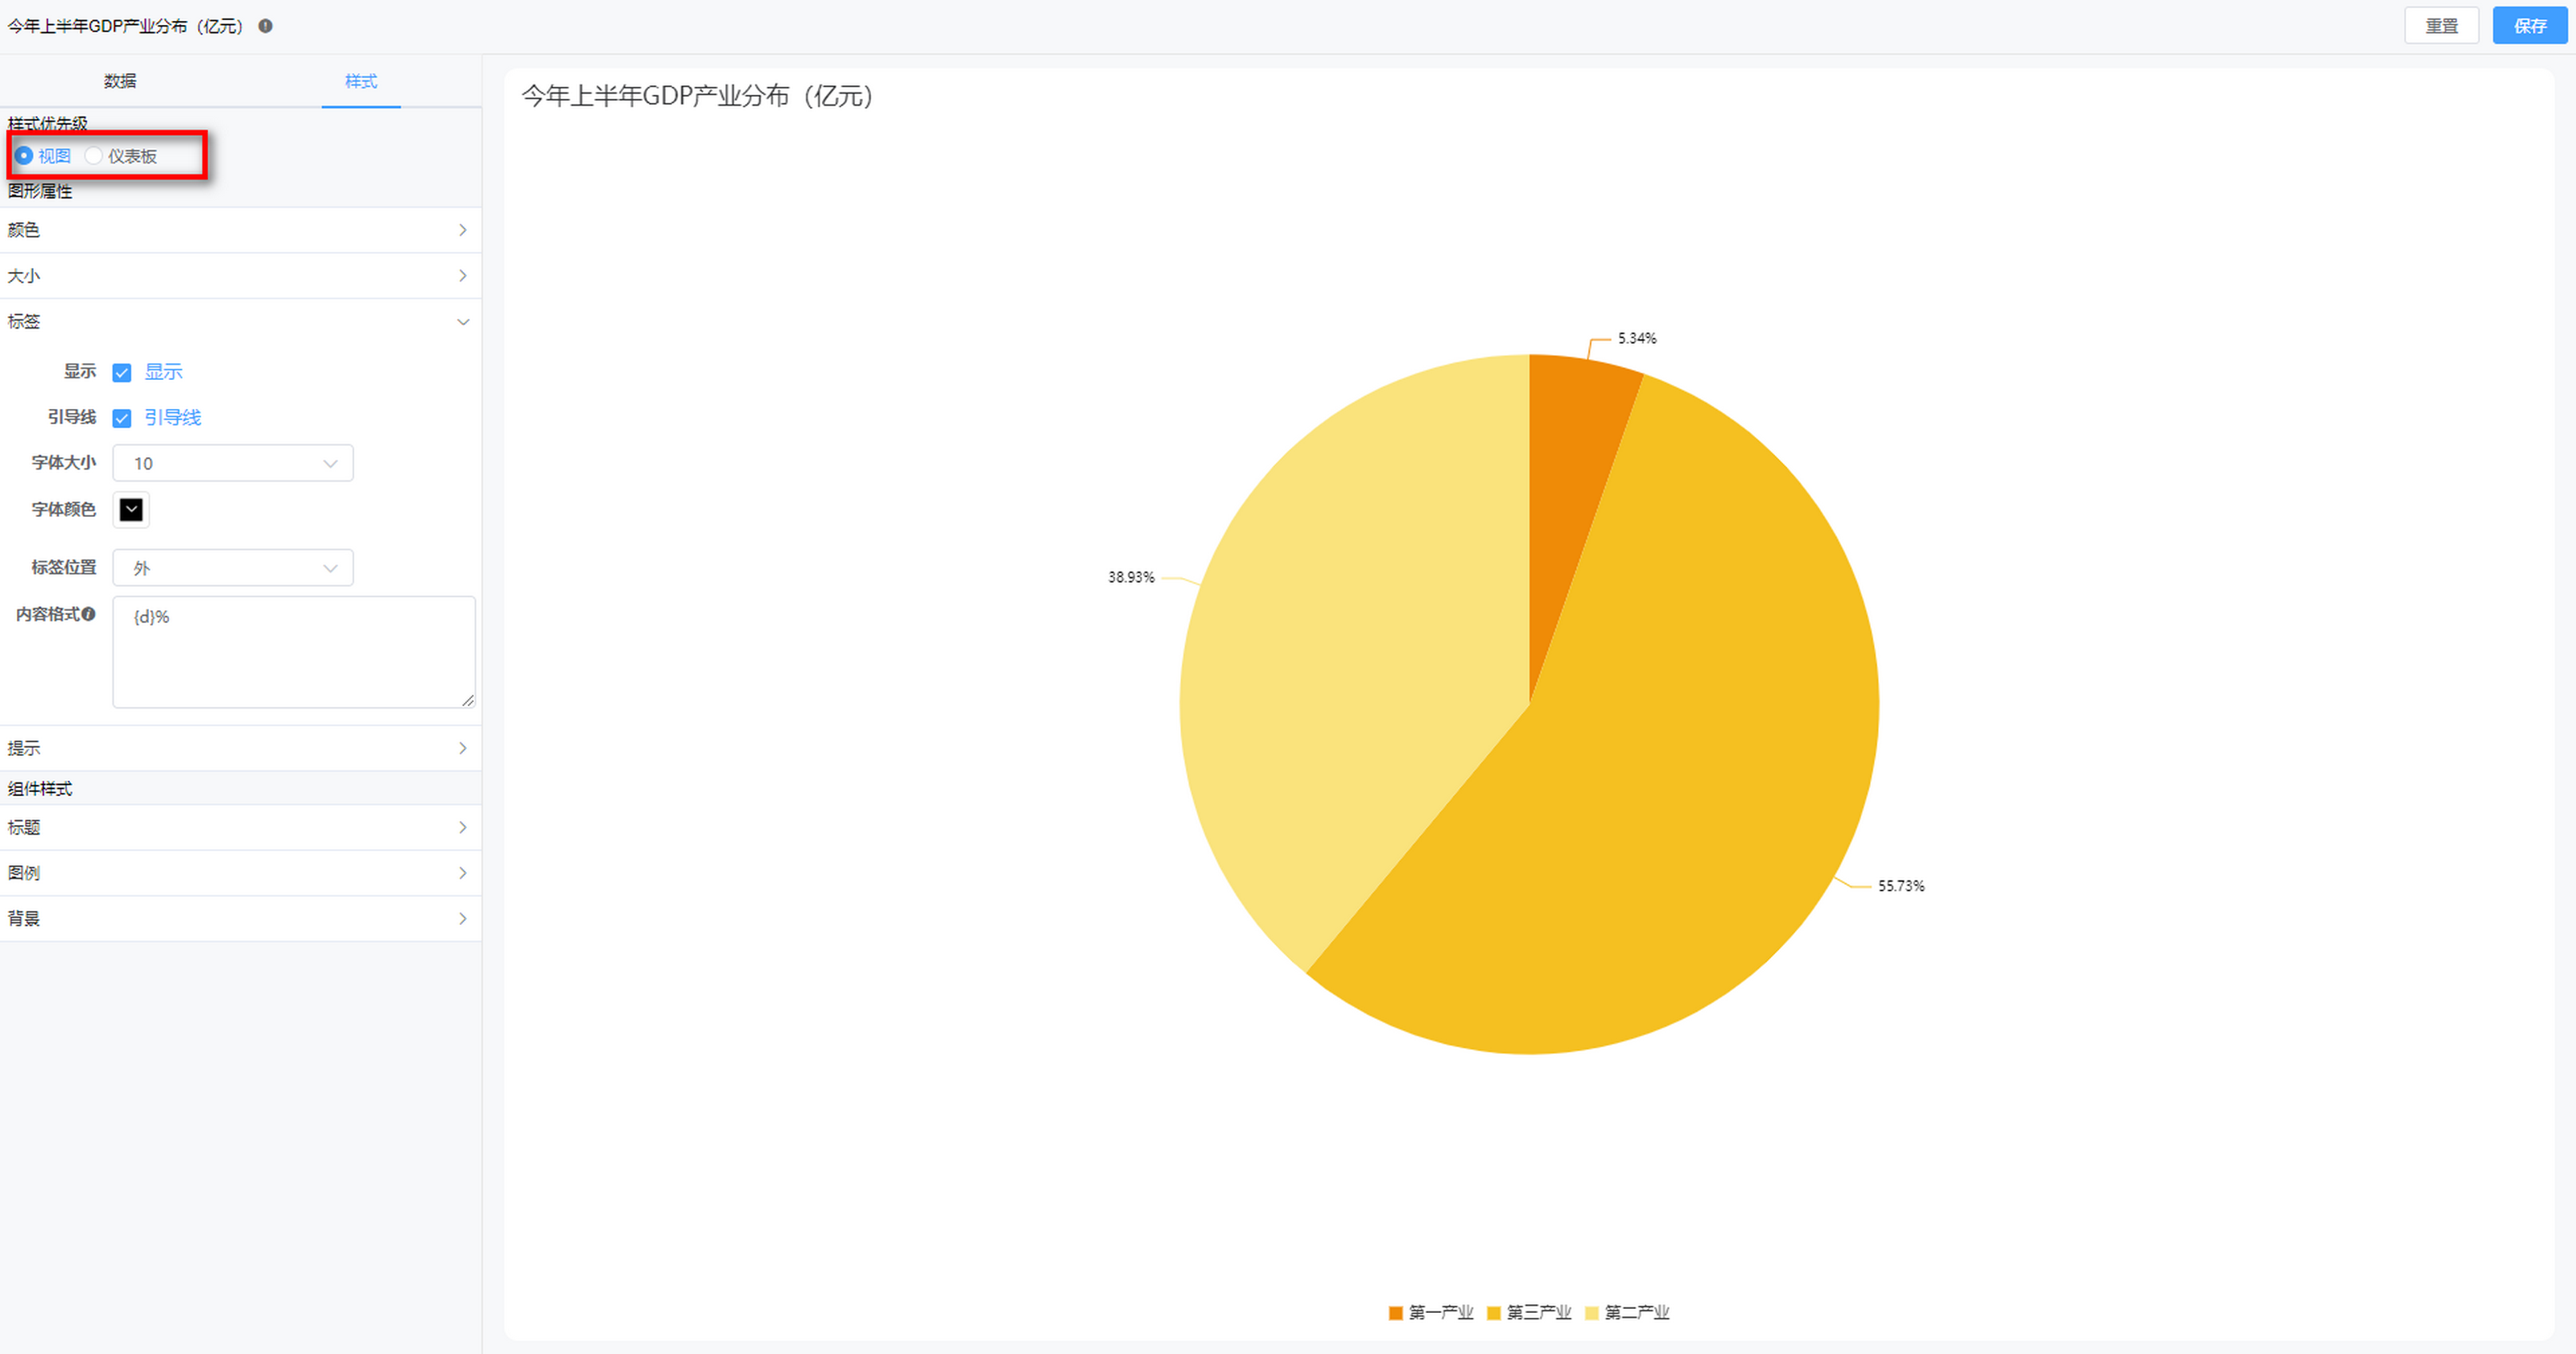 今年上半年GDP产业分布（亿元）
重置
保存
数据
样式
样式优先级
视图
仪表板
图形属性
颜色
大小
标签
显示
显示
引导线
引导线
字体大小
10
字体颜色
标签位置
外
内容格式
{d}%
提示
组件样式
标题
图例
背景
今年上半年GDP产业分布（亿元）
5.34%
38.93%
55.73%
第一产业 第三产业 第二产业